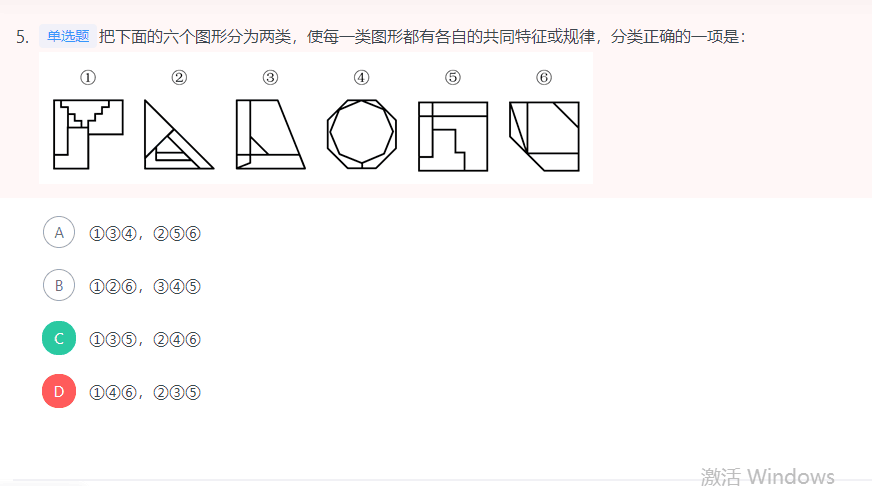 5. 单选题 把下面的六个图形分为两类，使每一类图形都有各自的共同特征或规律，分类正确的一项是：
① ② ③ ④ ⑤ ⑥
A ①③④，②⑤⑥
B ①②⑥，③④⑤
C ①③⑤，②④⑥
D ①④⑥，②③⑤
激活 Windows